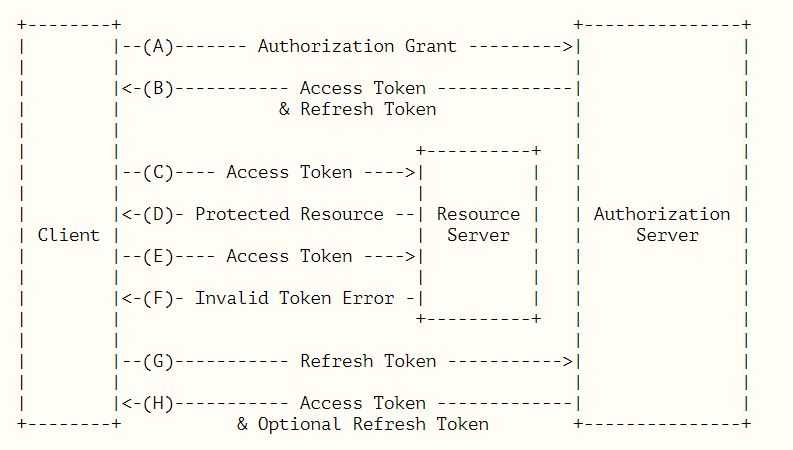 +--------+                                           +---------------+
|        |--(A)------- Authorization Grant --------->|               |
|        |                                           |               |
|        |<-(B)----------- Access Token -------------|               |
|        |               & Refresh Token             |               |
|        |                                           |               |
|        |                            +----------+   |               |
|        |--(C)---- Access Token ---->|          |   |               |
|        |                            |          |   |               |
|        |<-(D)- Protected Resource --| Resource |   | Authorization |
| Client |                            |  Server  |   |     Server    |
|        |--(E)---- Access Token ---->|          |   |               |
|        |                            |          |   |               |
|        |<-(F)- Invalid Token Error -|          |   |               |
|        |                            +----------+   |               |
|        |                                           |               |
|        |--(G)----------- Refresh Token ----------->|               |
|        |                                           |               |
|        |<-(H)----------- Access Token -------------|               |
+--------+           & Optional Refresh Token        +---------------+